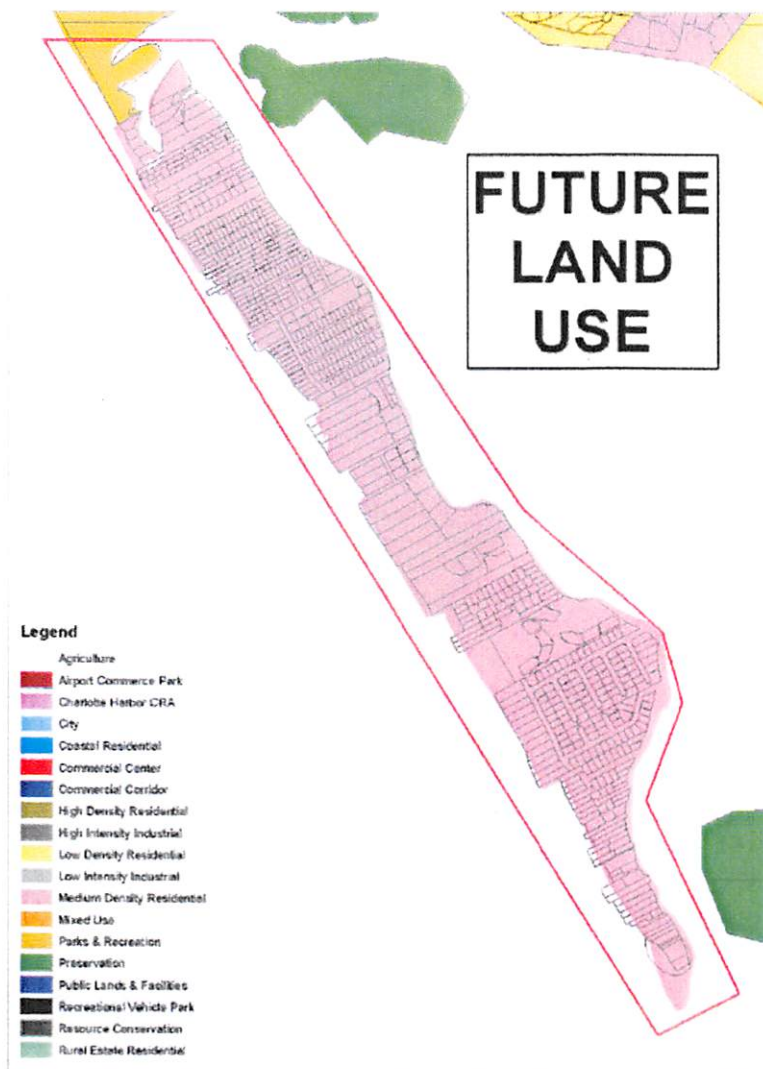 FUTURE
LAND
USE
Legend
Agriculture
Airport Commerce Park
Charlotte Harbor CRA
City
Coastal Residential
Commercial Center
Commercial Corridor
High Density Residential
High Intensity Industrial
Low Density Residential
Low Intensity Industrial
Medium Density Residential
Mixed Use
Parks & Recreation
Preservation
Public Lands & Facilities
Recreational Vehicle Park
Resource Conservation
Rural Estate Residential